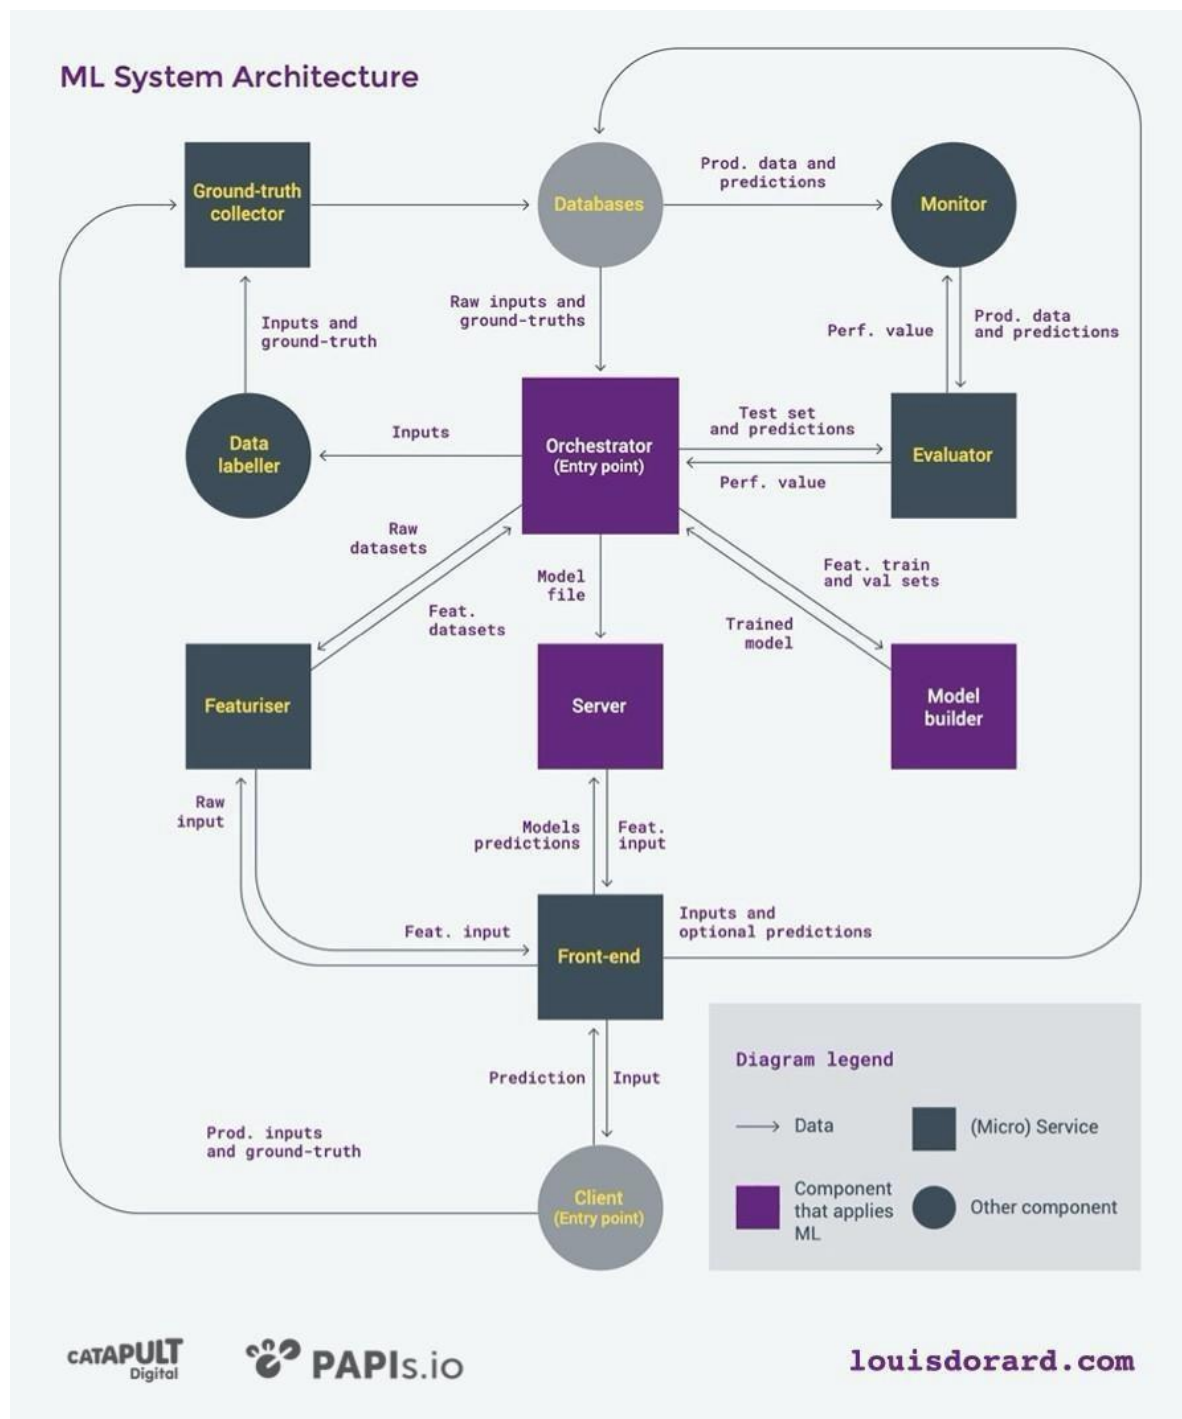 ML System Architecture
Ground-truth
collector
Databases
Prod. data and
predictions
Monitor
Inputs and
ground-truth
Raw inputs and
ground-truths
Perf. value
Prod. data
and predictions
Data
labeller
Inputs
Orchestrator
(Entry point)
Test set
and predictions
Perf. value
Evaluator
Raw
datasets
Feat.
datasets
Model
file
Feat. train
and val sets
Trained
model
Featuriser
Server
Model
builder
Raw
input
Models
predictions
Feat.
input
Feat. input
Front-end
Inputs and
optional predictions
Prediction
Input
Prod. inputs
and ground-truth
Client
(Entry point)
Diagram legend
Data
(Micro) Service
Component
that applies
ML
Other component
CATAPULT
Digital
PAPIs.io
louisdorard.com